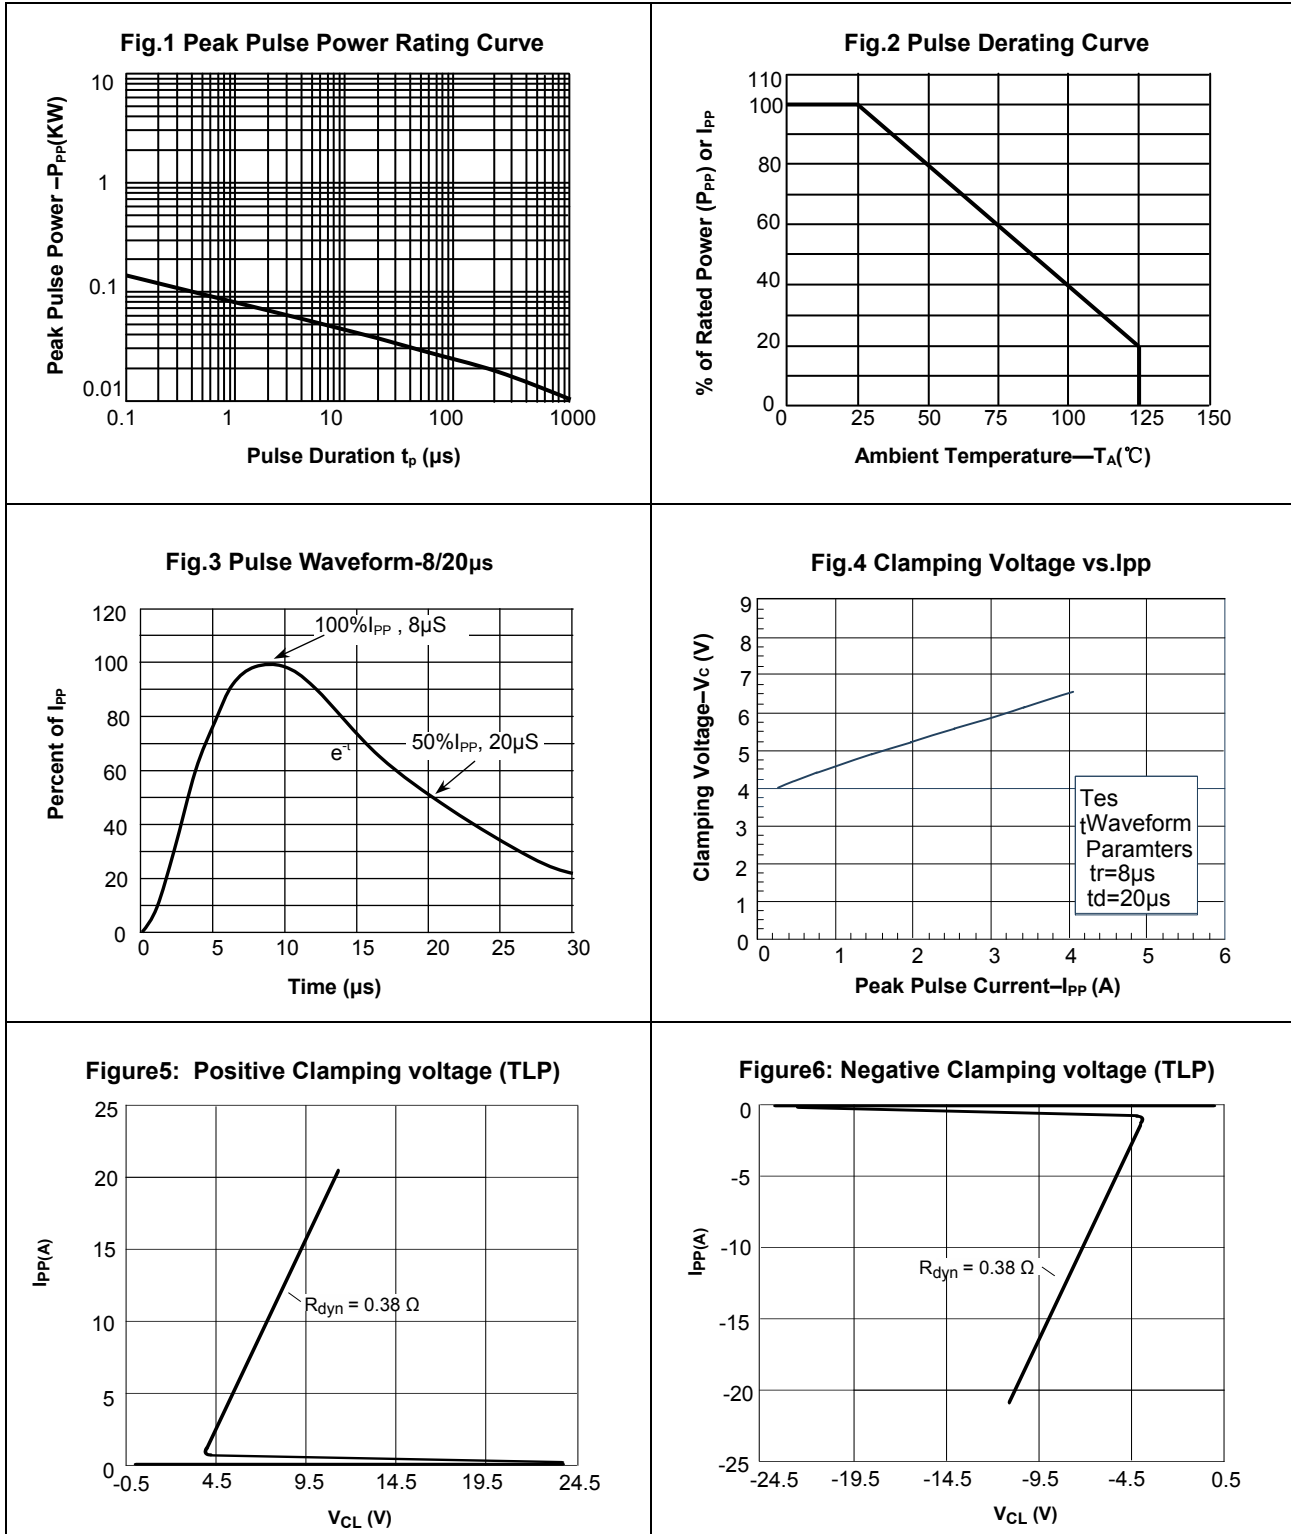 Fig.1 Peak Pulse Power Rating Curve
Peak Pulse Power –PPP(KW)
10
1
0.1
0.01
0.1 1 10 100 1000
Pulse Duration tp (µs)
Fig.2 Pulse Derating Curve
% of Rated Power (PPP) or IPP
110
100
80
60
40
20
0
0 25 50 75 100 125 150
Ambient Temperature—TA(℃)
Fig.3 Pulse Waveform-8/20µs
Percent of IPP
120
100
80
60
40
20
0
100%IPP , 8µS
e-t
50%IPP, 20µS
0 5 10 15 20 25 30
Time (µs)
Fig.4 Clamping Voltage vs.Ipp
Clamping Voltage–Vc (V)
9
8
7
6
5
4
3
2
1
0
Tes
tWaveform
Paramters
tr=8µs
td=20µs
0 1 2 3 4 5 6
Peak Pulse Current–IPP (A)
Figure5: Positive Clamping voltage (TLP)
IPP(A)
25
20
15
10
5
0
Rdyn = 0.38 Ω
-0.5 4.5 9.5 14.5 19.5 24.5
VCL (V)
Figure6: Negative Clamping voltage (TLP)
IPP(A)
0
-5
-10
-15
-20
-25
Rdyn = 0.38 Ω
-24.5 -19.5 -14.5 -9.5 -4.5 0.5
VCL (V)